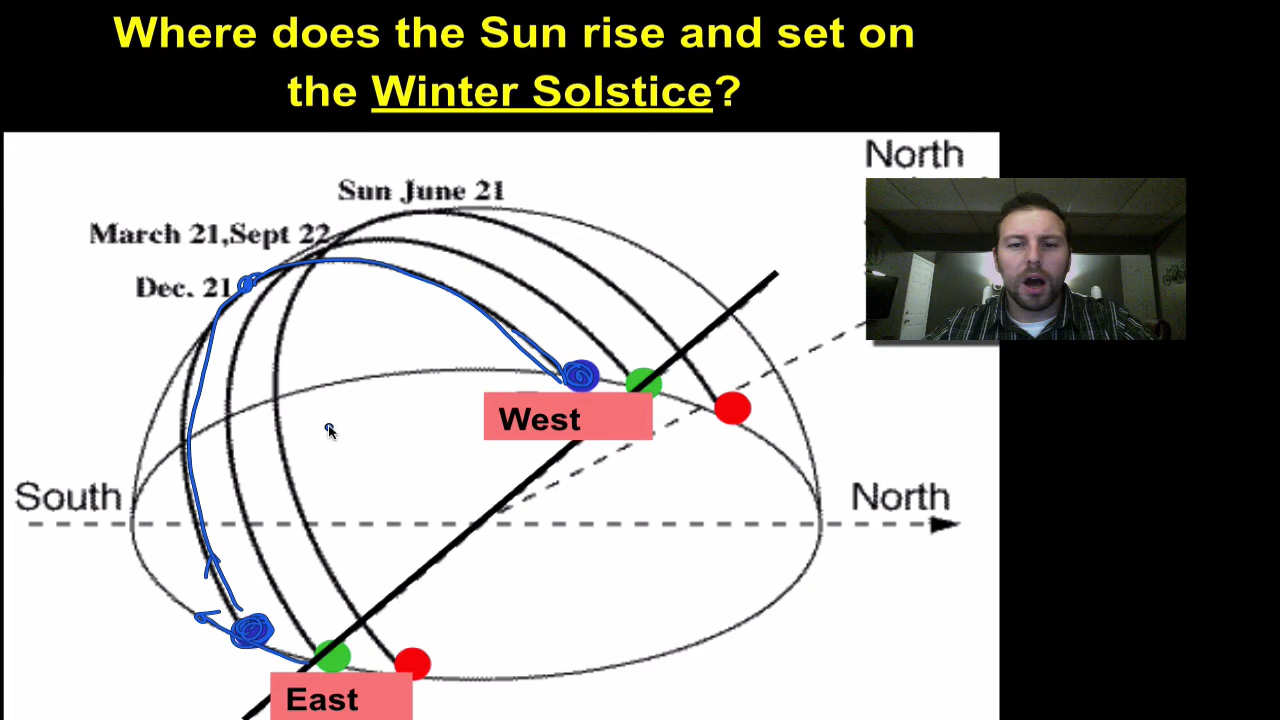 Where does the Sun rise and set on
the Winter Solstice?
North
Sun June 21
March 21,Sept 22
Dec. 21
West
South
North
East